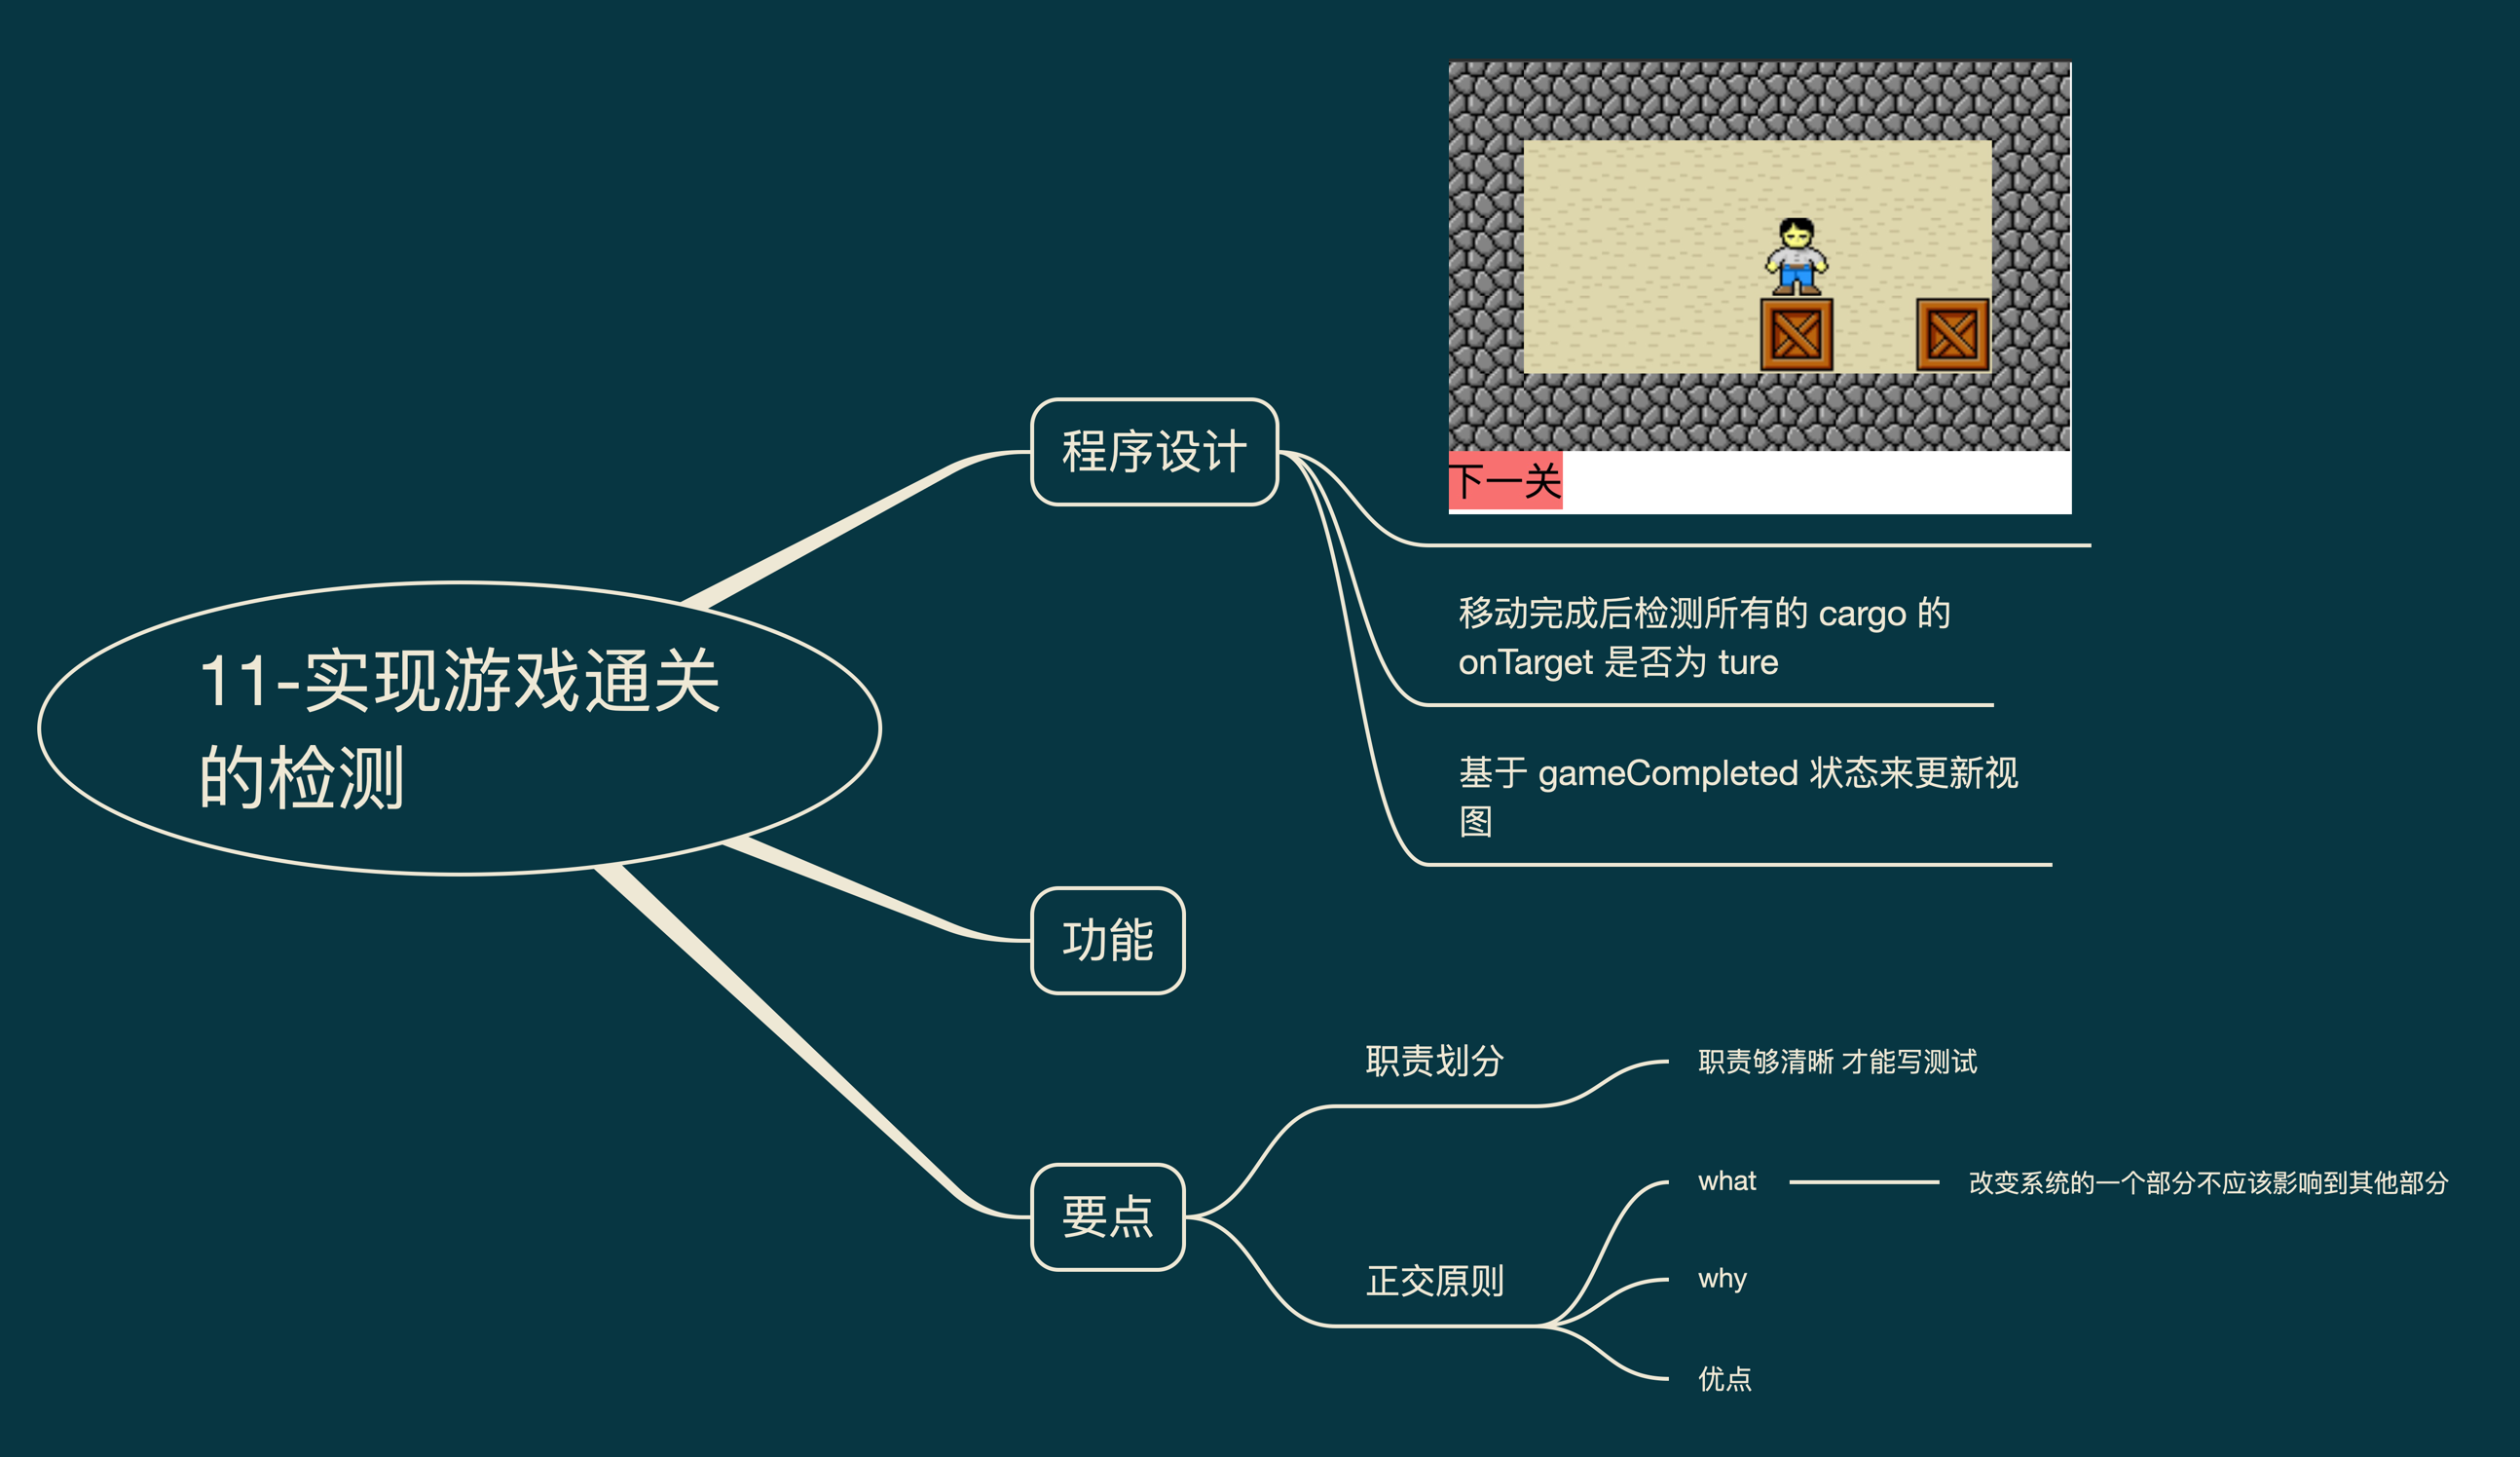 11-实现游戏通关
的检测
程序设计
下一关
移动完成后检测所有的 cargo 的
onTarget 是否为 ture
基于 gameCompleted 状态来更新视
图
功能
要点
职责划分
职责够清晰 才能写测试
正交原则
what
改变系统的一个部分不应该影响到其他部分
why
优点